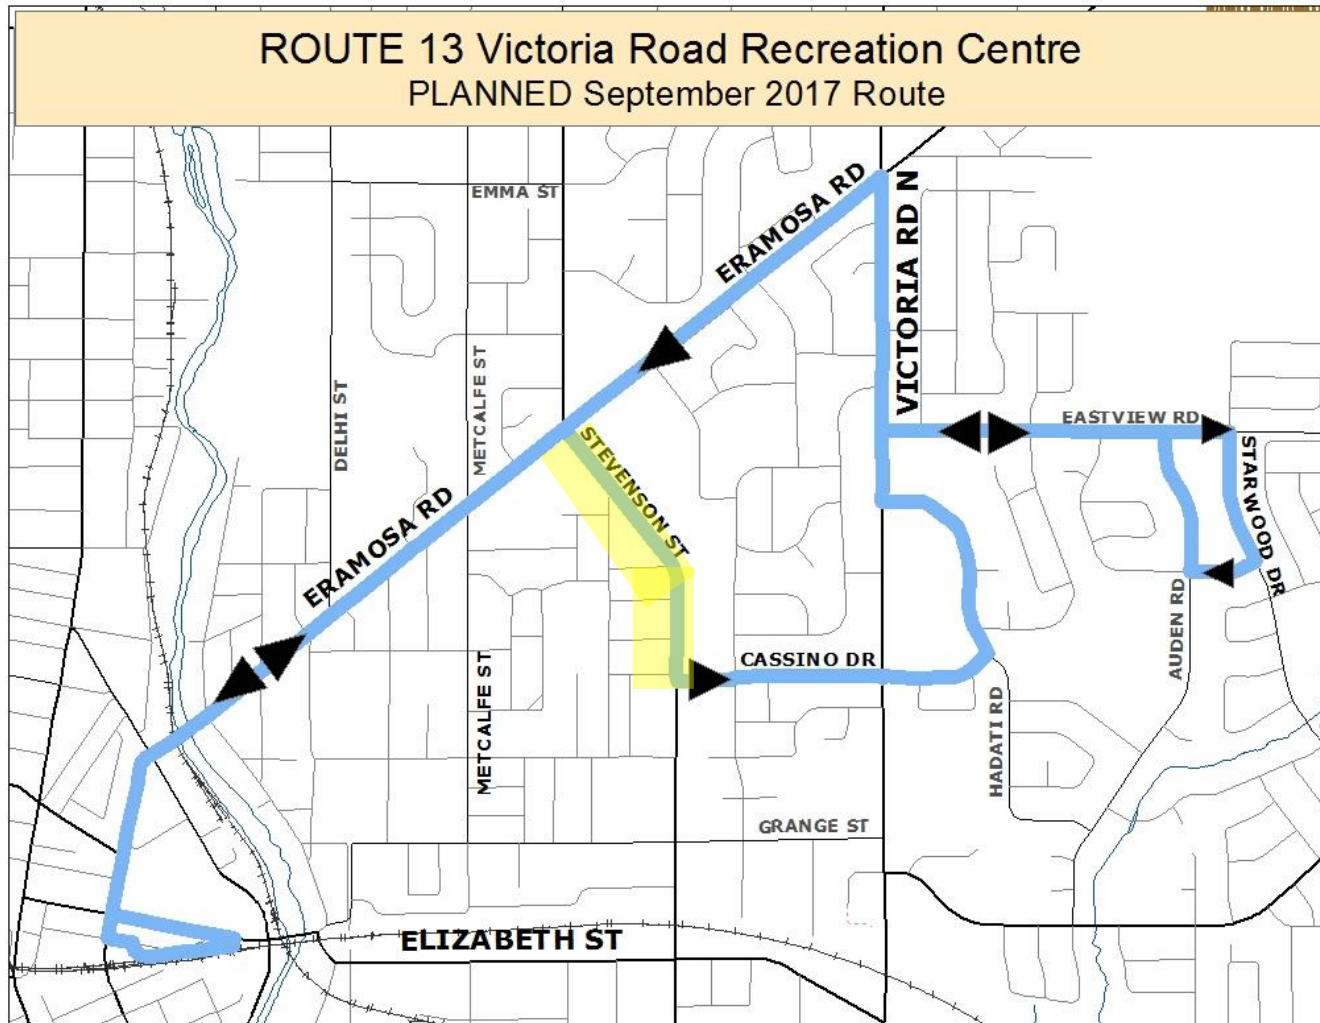 ROUTE 13 Victoria Road Recreation Centre
PLANNED September 2017 Route
EMMA ST
ERAMOSA RD
VICTORIA RD N
METCALFE ST
DELHI ST
EASTVIEW RD
STEVENSON ST
STARWOOD DR
ERAMOSA RD
AUDEN RD
CASSINO DR
METCALFE ST
HADATI RD
GRANGE ST
ELIZABETH ST